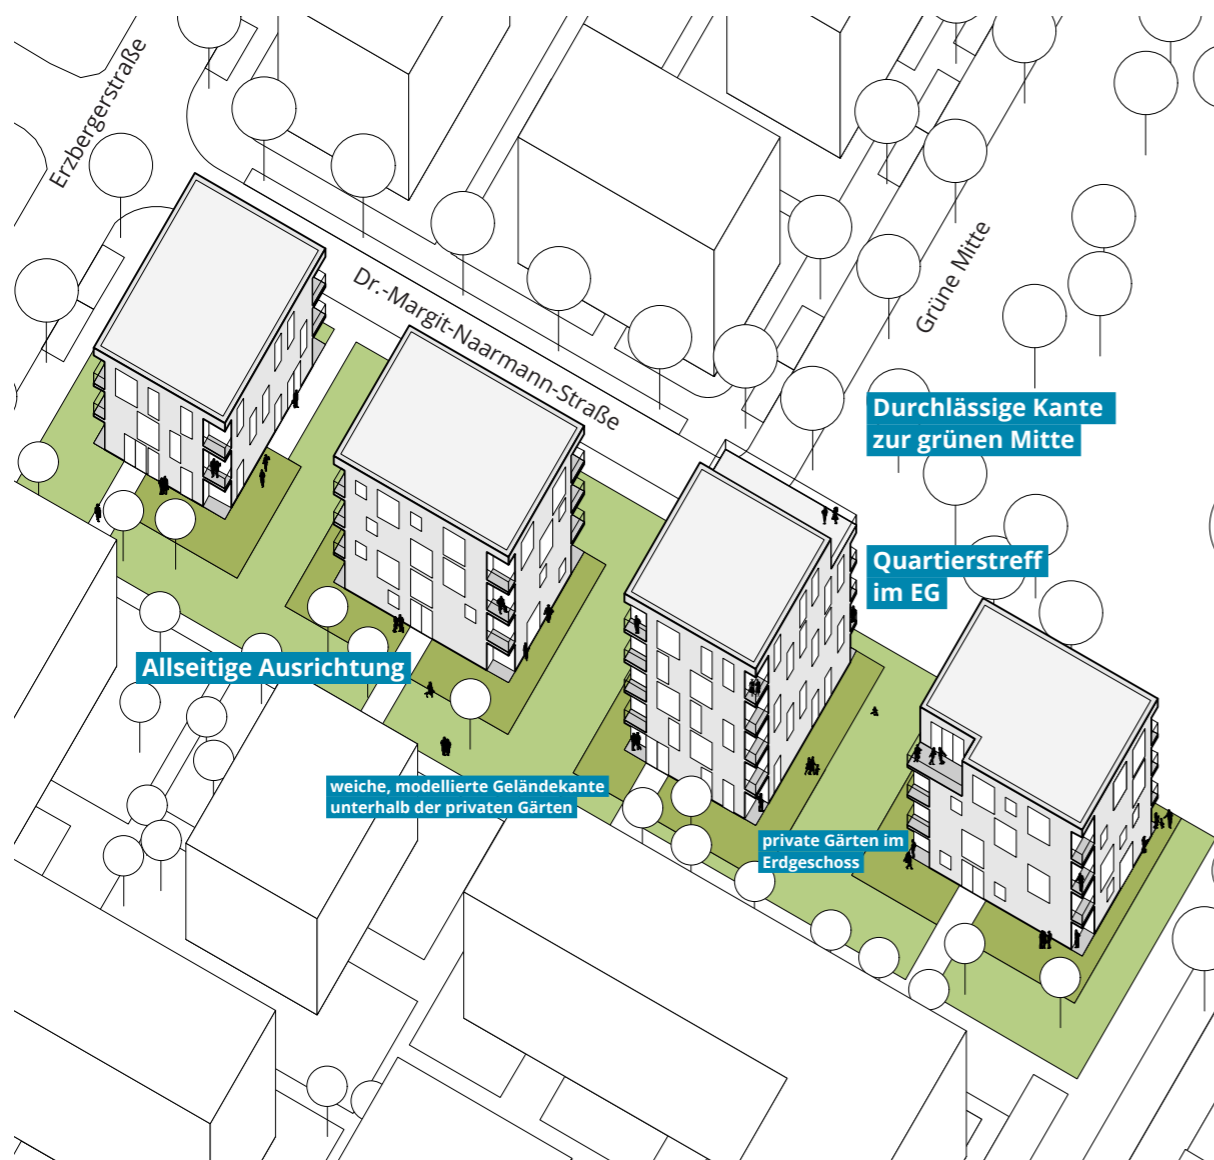 Erzbergerstraße
Dr.-Margit-Naarmann-Straße
Grüne Mitte
Durchlässige Kante
zur grünen Mitte
Quartierstreff
im EG
Allseitige Ausrichtung
weiche, modellierte Geländekante
unterhalb der privaten Gärten
private Gärten im
Erdgeschoss